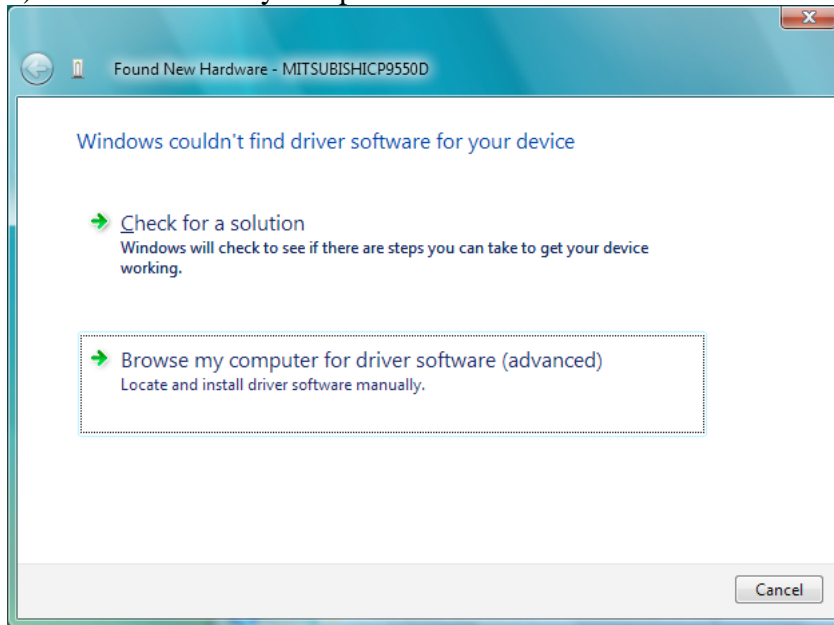 Found New Hardware - MITSUBISHICP9550D
Windows couldn't find driver software for your device
Check for a solution
Windows will check to see if there are steps you can take to get your device
working.
Browse my computer for driver software (advanced)
Locate and install driver software manually.
Cancel